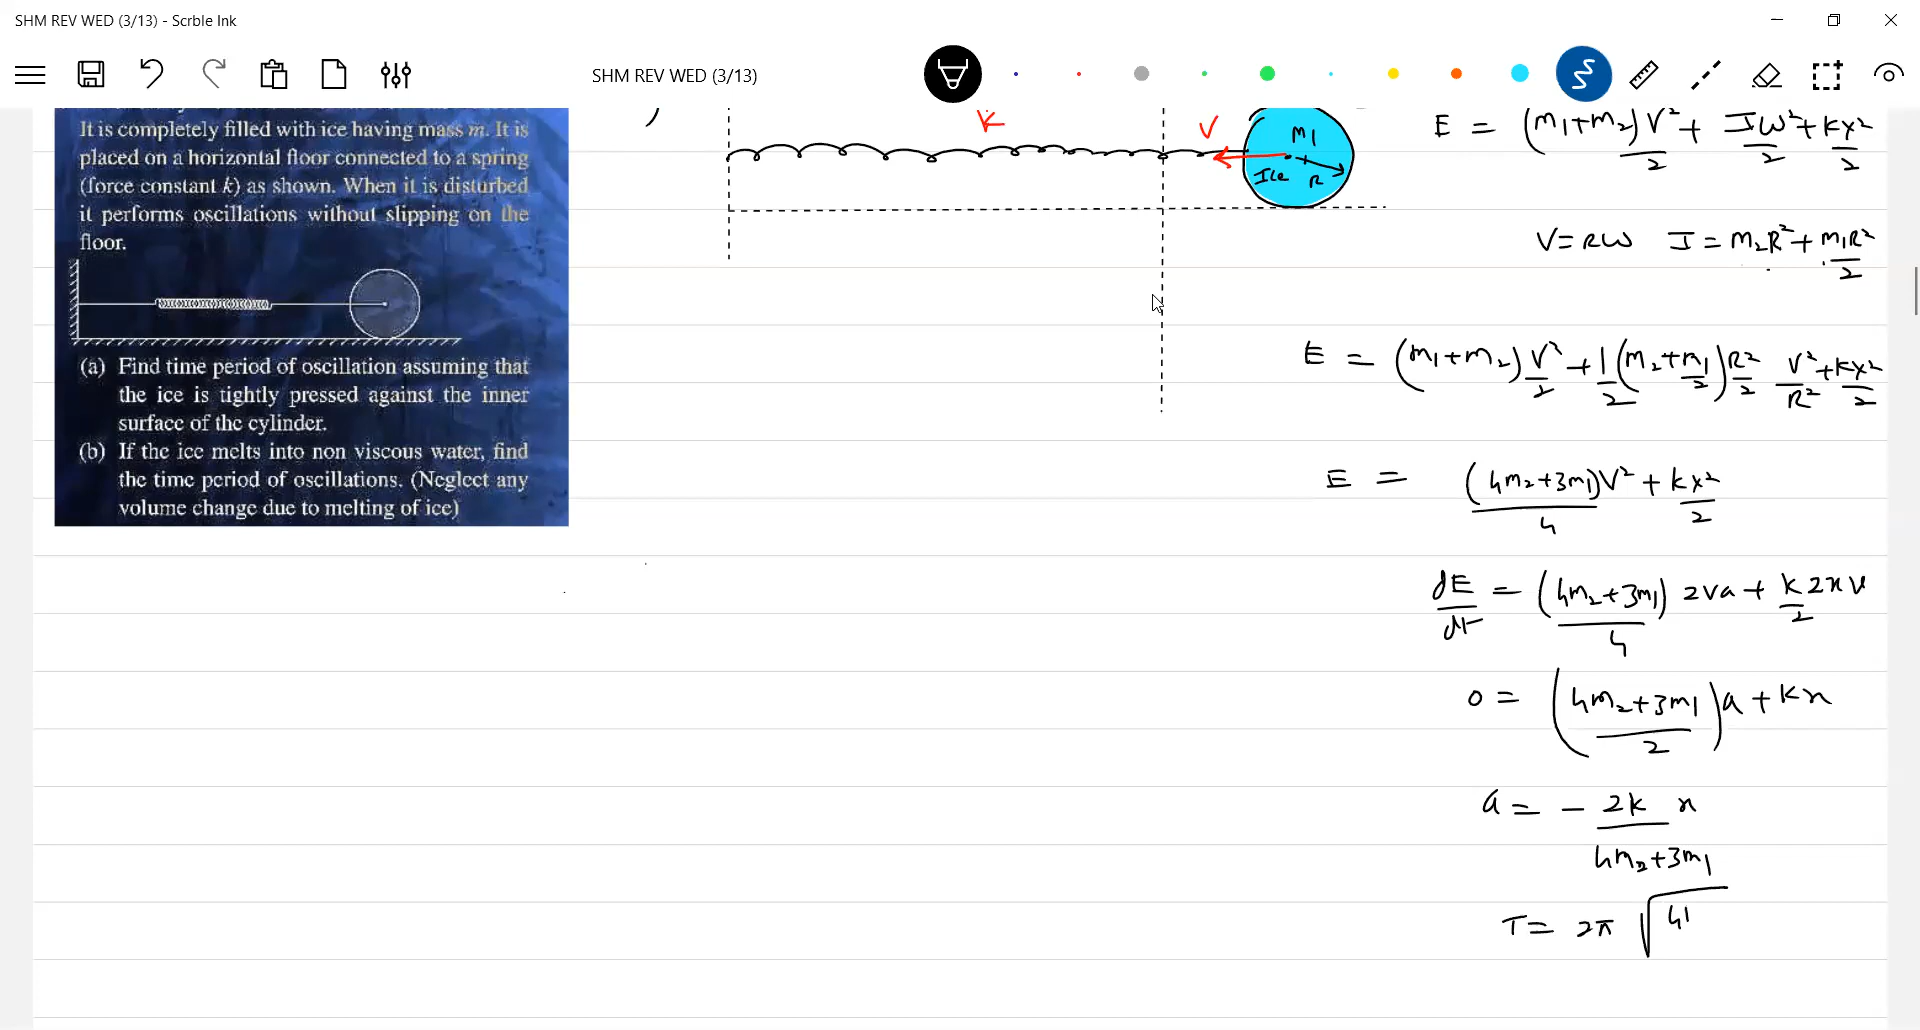 SHM REV WED (3/13) - Scrble Ink
SHM REV WED (3/13)
It is completely filled with ice having mass m. It is
placed on a horizontal floor connected to a spring
(force constant k) as shown. When it is disturbed
it performs oscillations without slipping on the
floor.
(a) Find time period of oscillation assuming that
the ice is tightly pressed against the inner
surface of the cylinder.
(b) If the ice melts into non viscous water, find
the time period of oscillations. (Neglect any
volume change due to melting of ice)
)
K
V
M1
Ice R
E = (m1+m2)V²/2 + Iω²/2 + Kx²/2
V=RW I = M2R² + M1R²/2
E = (m1+m2)V²/2 + 1/2(m2+m1/2)R²/2 V²/R² + Kx²/2
E = (4m2+3m1)V²/4 + Kx²/2
dE/dt = (4m2+3m1)/4 2va + K/2 2xv
0 = (4m2+3m1/2)a + Kx
a = - 2K/4m2+3m1 x
T = 2π √41